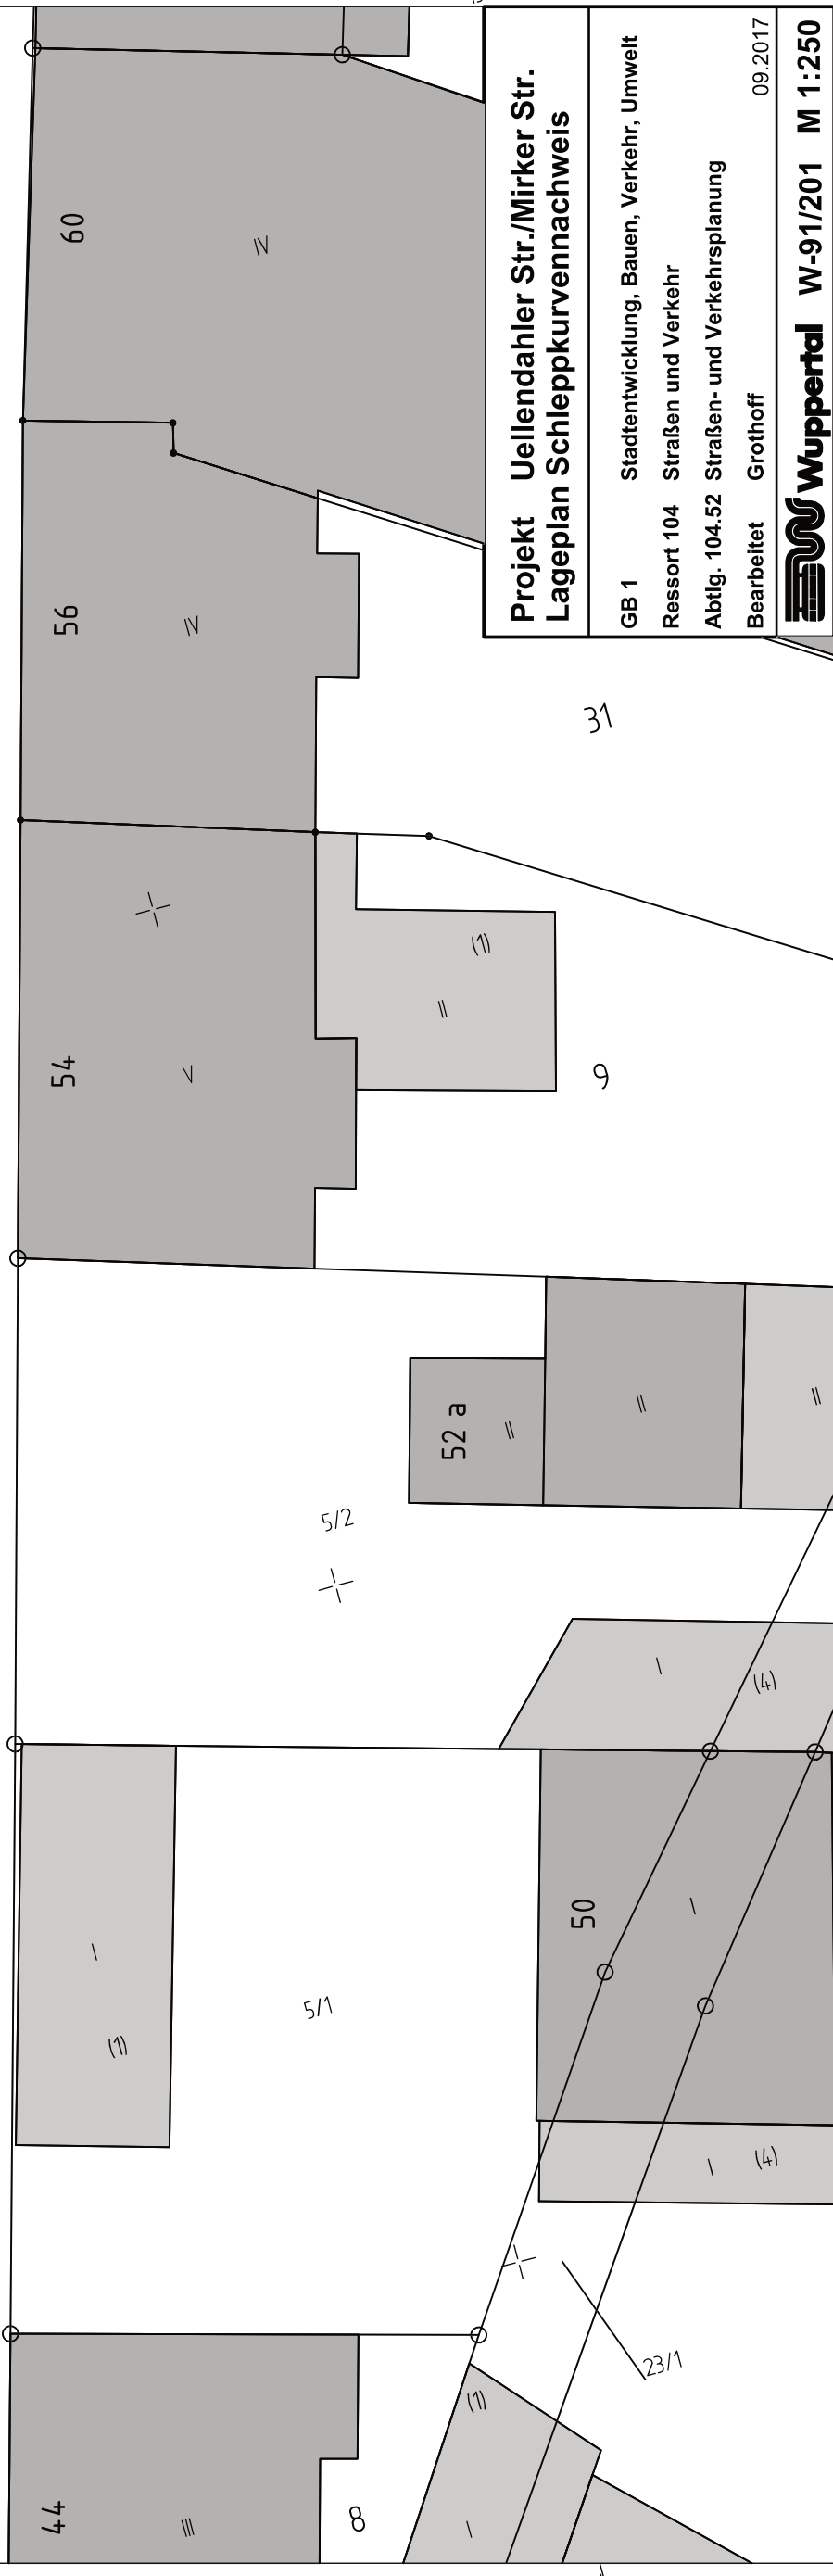 Projekt Uellendahler Str./Mirker Str.
Lageplan Schleppkurvennachweis
GB 1 Stadtentwicklung, Bauen, Verkehr, Umwelt
Ressort 104 Straßen und Verkehr
Abtlg. 104.52 Straßen- und Verkehrsplanung
Bearbeitet Grothoff 09.2017
Wuppertal W-91/201 M 1:250
60
IV
56
IV
31
54
V
(1)
II
9
52 a
II
II
II
5/2
I
(4)
I
(1)
5/1
50
I
I
(4)
23/1
44
III
8
(1)
I